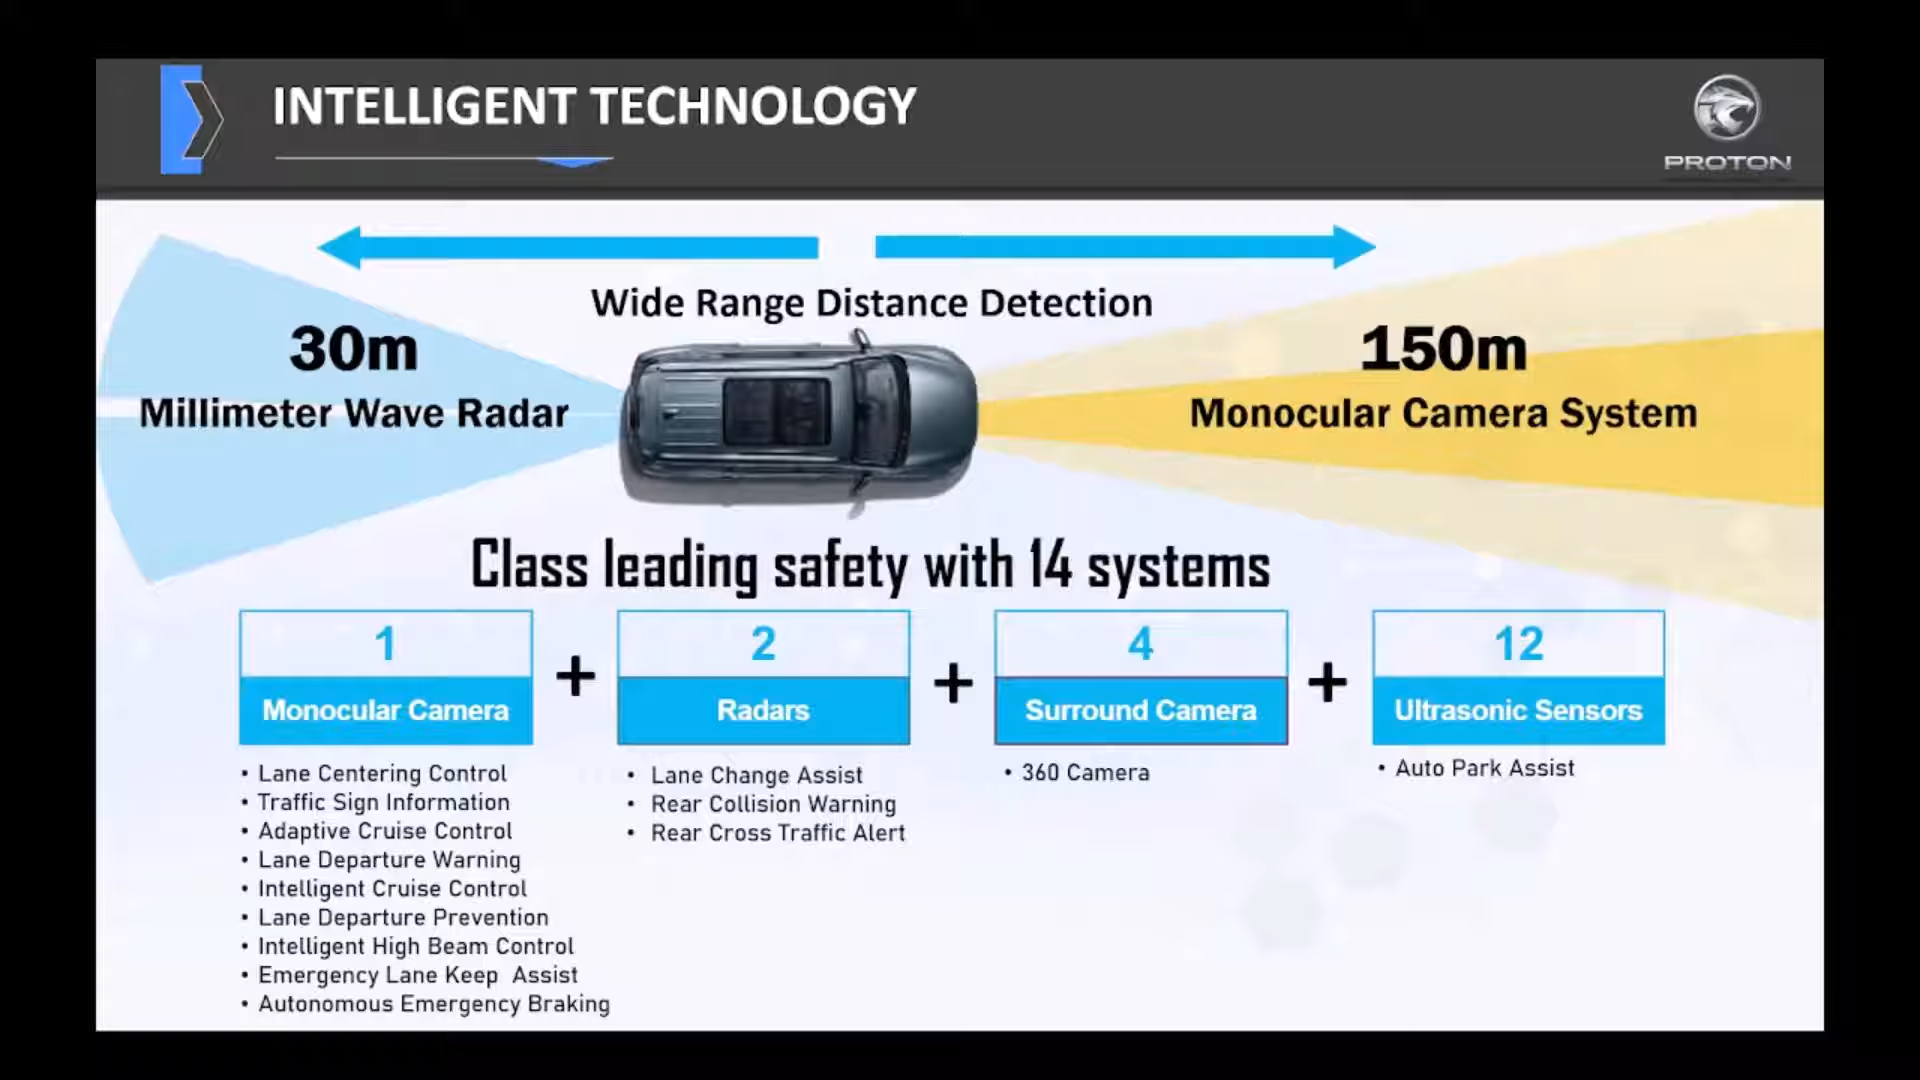 INTELLIGENT TECHNOLOGY
PROTON
Wide Range Distance Detection
30m
Millimeter Wave Radar
150m
Monocular Camera System
Class leading safety with 14 systems
1
Monocular Camera
+
2
Radars
+
4
Surround Camera
+
12
Ultrasonic Sensors
• Lane Centering Control
• Traffic Sign Information
• Adaptive Cruise Control
• Lane Departure Warning
• Intelligent Cruise Control
• Lane Departure Prevention
• Intelligent High Beam Control
• Emergency Lane Keep Assist
• Autonomous Emergency Braking
• Lane Change Assist
• Rear Collision Warning
• Rear Cross Traffic Alert
• 360 Camera
• Auto Park Assist